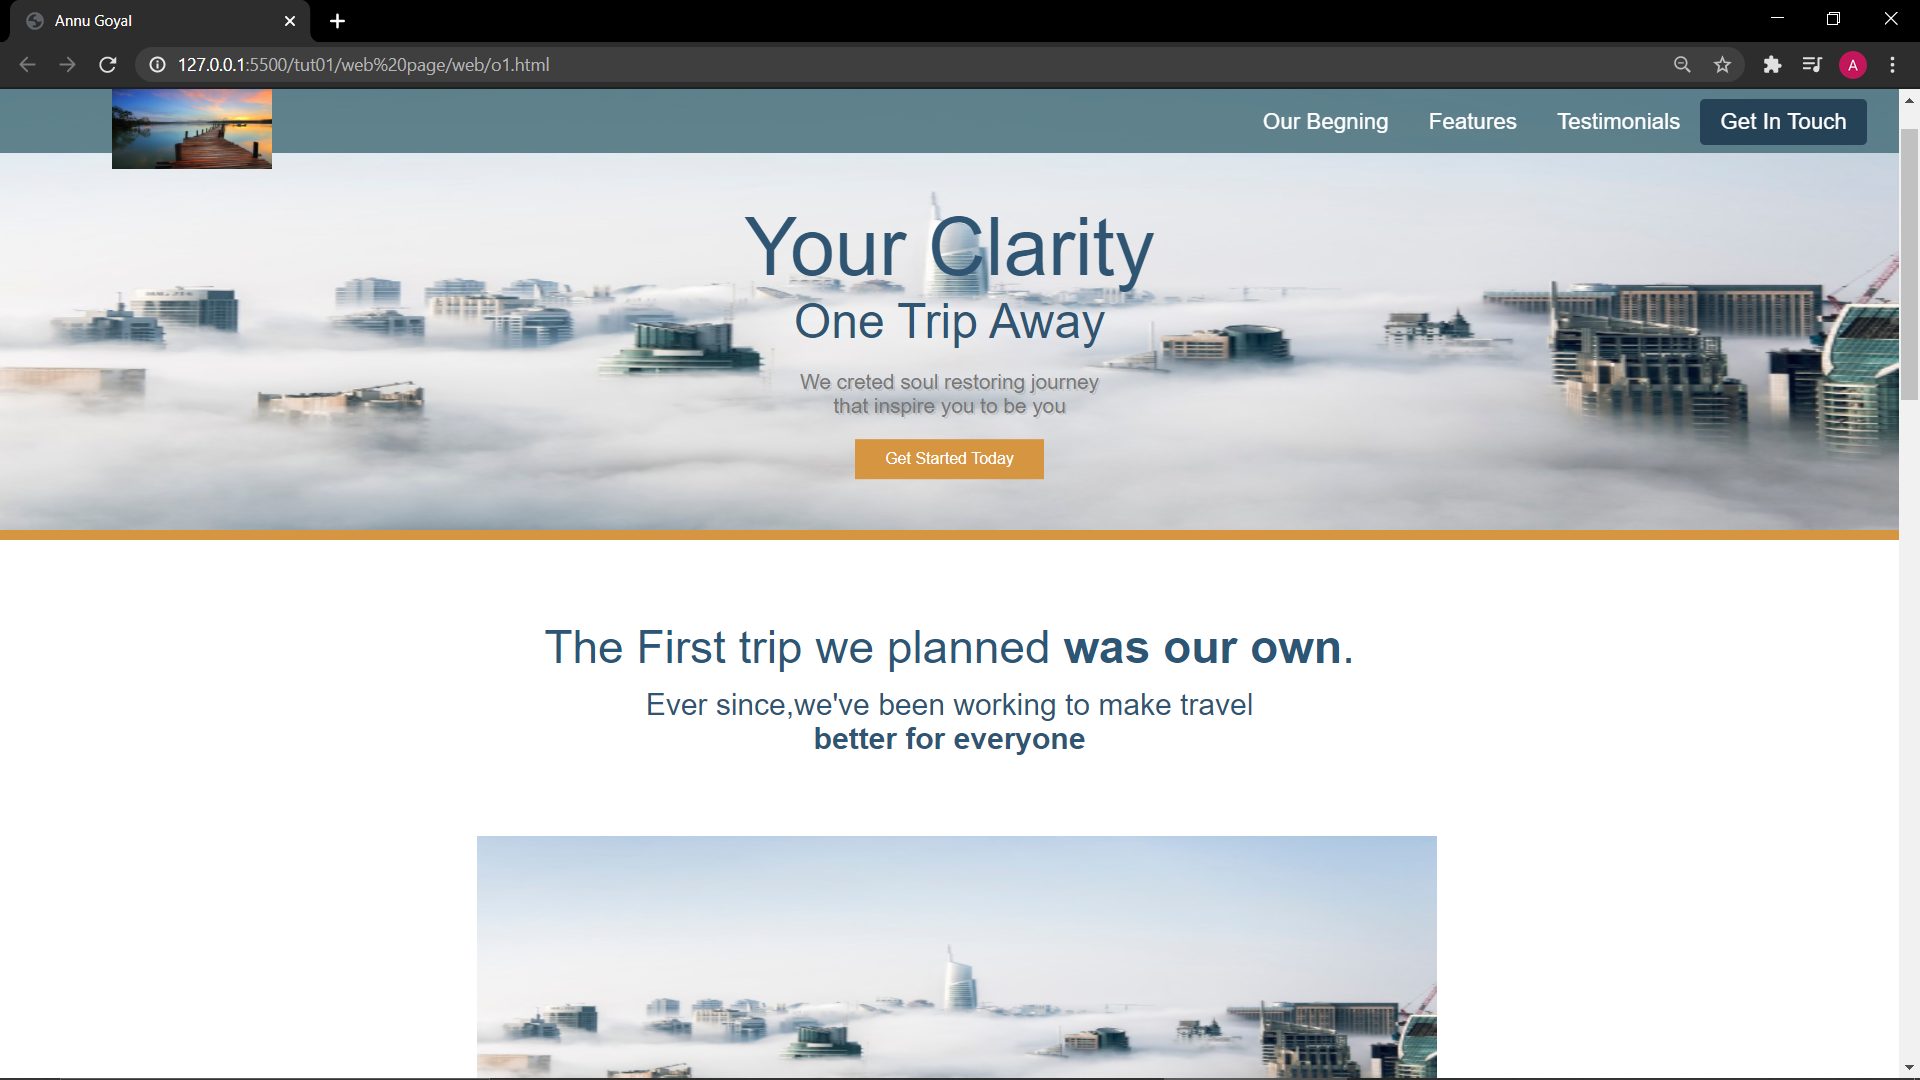 Annu Goyal
127.0.0.1:5500/tut01/web%20page/web/o1.html
A
Our Begning Features Testimonials Get In Touch
Your Clarity
One Trip Away
We creted soul restoring journey
that inspire you to be you
Get Started Today
The First trip we planned was our own.
Ever since,we've been working to make travel
better for everyone